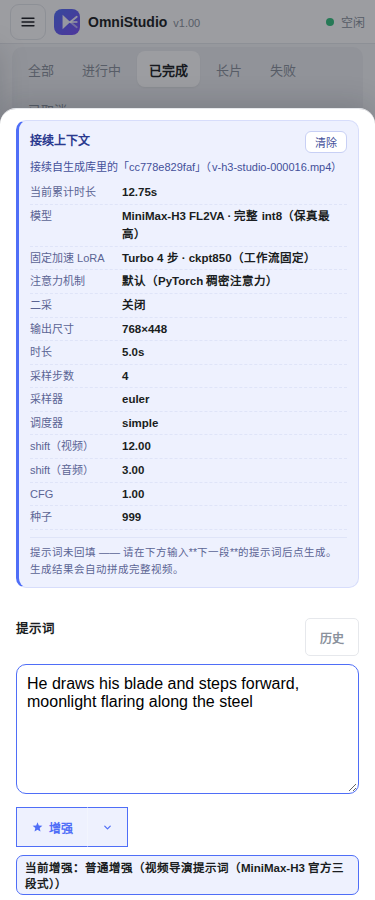 OmniStudio v1.00
空闲
全部 进行中 已完成 长片 失败
已取消
接续上下文
清除
接续自生成库里的「cc778e829faf」（v-h3-studio-000016.mp4）
当前累计时长 12.75s
模型 MiniMax-H3 FL2VA · 完整 int8（保真最
高）
固定加速 LoRA Turbo 4 步 · ckpt850（工作流固定）
注意力机制 默认（PyTorch 稠密注意力）
二采 关闭
输出尺寸 768×448
时长 5.0s
采样步数 4
采样器 euler
调度器 simple
shift（视频） 12.00
shift（音频） 3.00
CFG 1.00
种子 999
提示词未回填 —— 请在下方输入**下一段**的提示词后点生成。
生成结果会自动拼成完整视频。
提示词
历史
He draws his blade and steps forward,
moonlight flaring along the steel
增强
当前增强：普通增强（视频导演提示词（MiniMax-H3 官方三
段式））